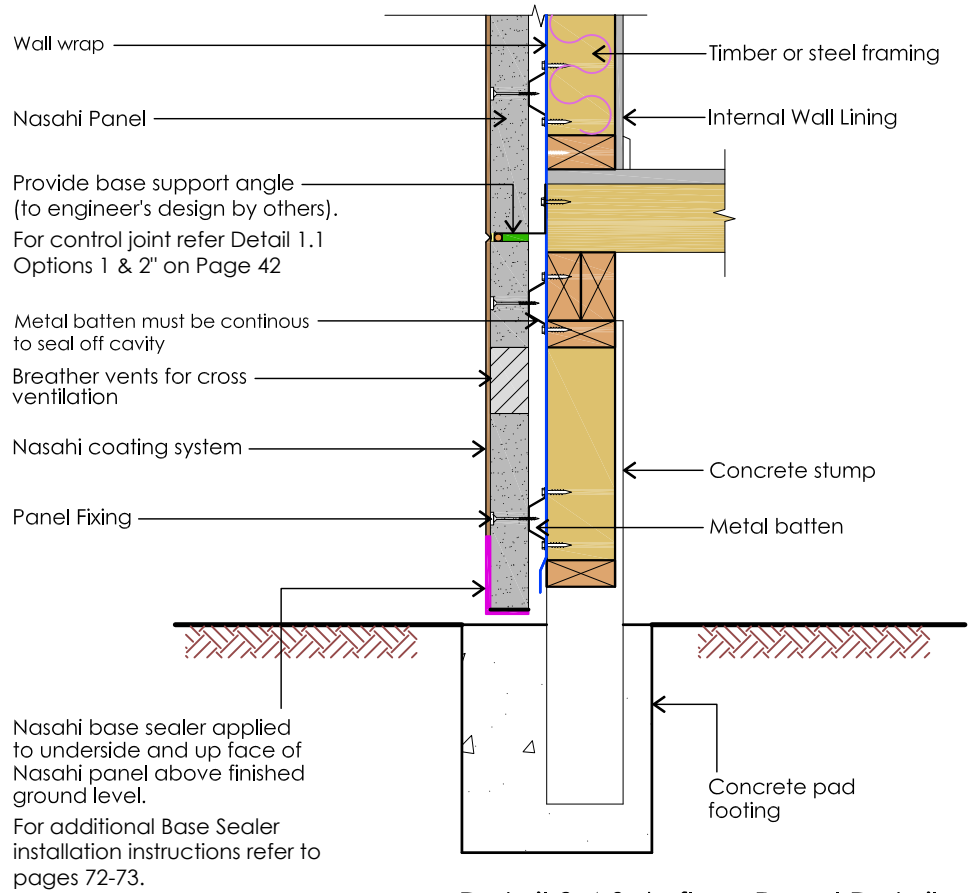 Wall wrap
Nasahi Panel
Provide base support angle
(to engineer's design by others).
For control joint refer Detail 1.1
Options 1 & 2" on Page 42
Metal batten must be continous
to seal off cavity
Breather vents for cross
ventilation
Nasahi coating system
Panel Fixing
Nasahi base sealer applied
to underside and up face of
Nasahi panel above finished
ground level.
For additional Base Sealer
installation instructions refer to
pages 72-73.
Timber or steel framing
Internal Wall Lining
Concrete stump
Metal batten
Concrete pad
footing